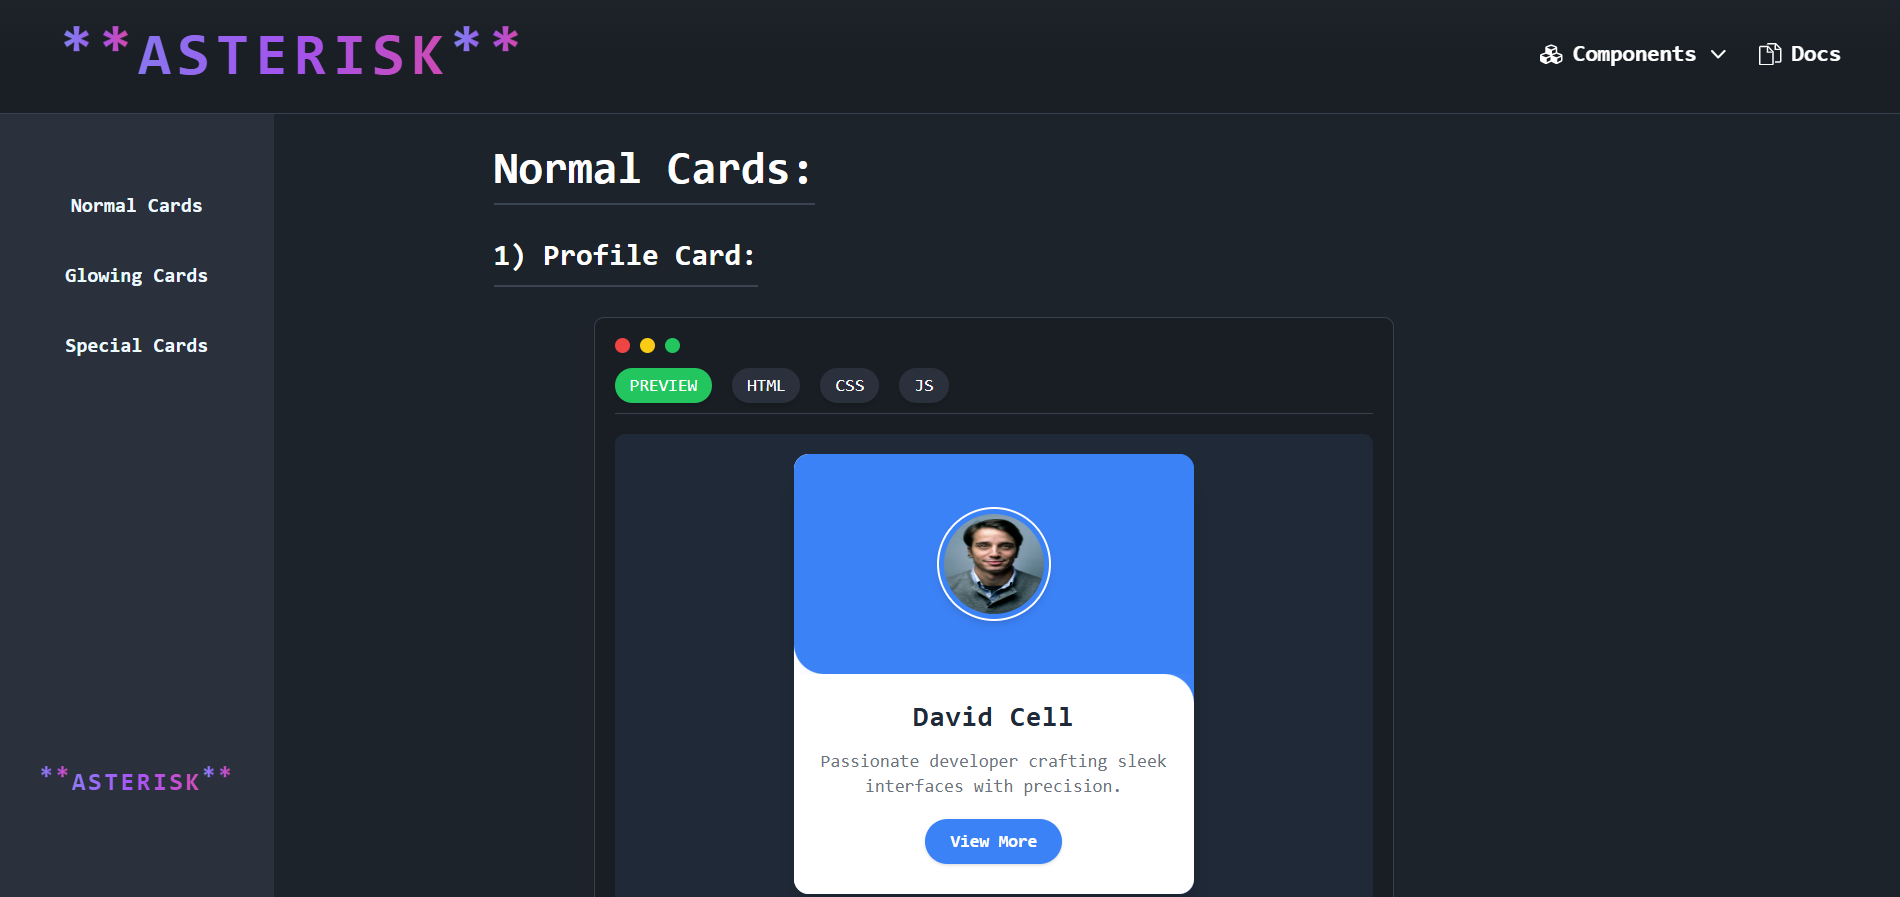 **ASTERISK**
Components
Docs
Normal Cards
Glowing Cards
Special Cards
**ASTERISK**
Normal Cards:
1) Profile Card:
PREVIEW
HTML
CSS
JS
David Cell
Passionate developer crafting sleek
interfaces with precision.
View More